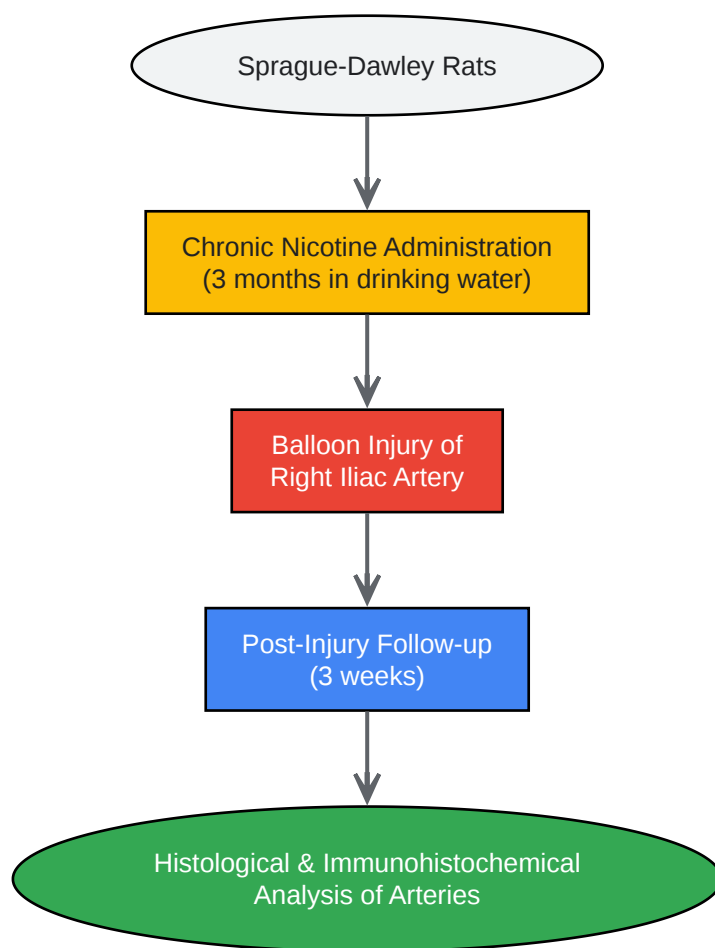 Sprague-Dawley Rats
Chronic Nicotine Administration
(3 months in drinking water)
Balloon Injury of
Right Iliac Artery
Post-Injury Follow-up
(3 weeks)
Histological & Immunohistochemical
Analysis of Arteries